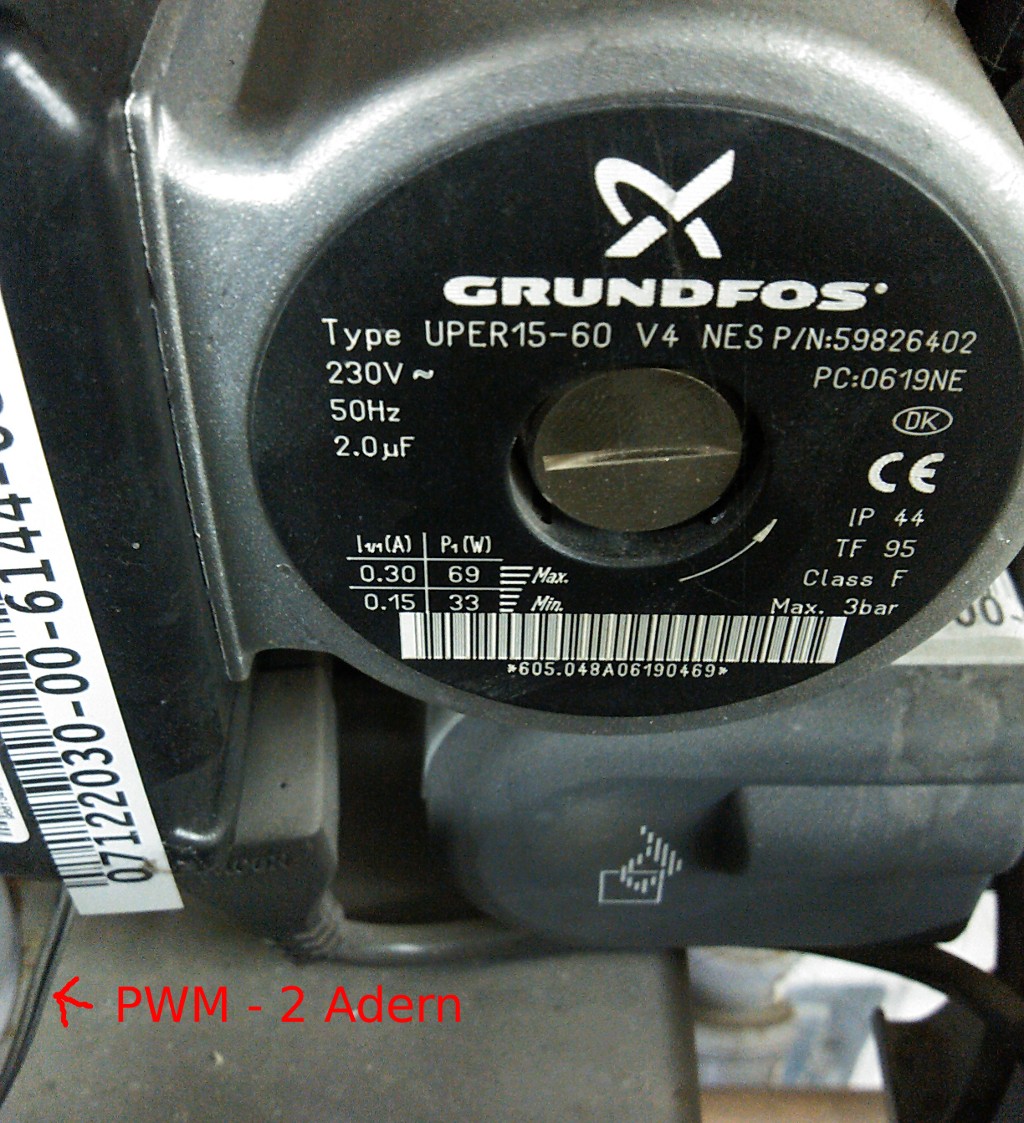 GRUNDFOS
Type UPER15-60 V4 NES P/N:59826402
230V ~ PC:0619NE
50Hz DK
2.0µF CE
IP 44
TF 95
Class F
Max. 3bar
I1/1(A) P1(W)
0.30 69 Max.
0.15 33 Min.
*605.048A06190469*
07122030-00-6144-0
PWM - 2 Adern